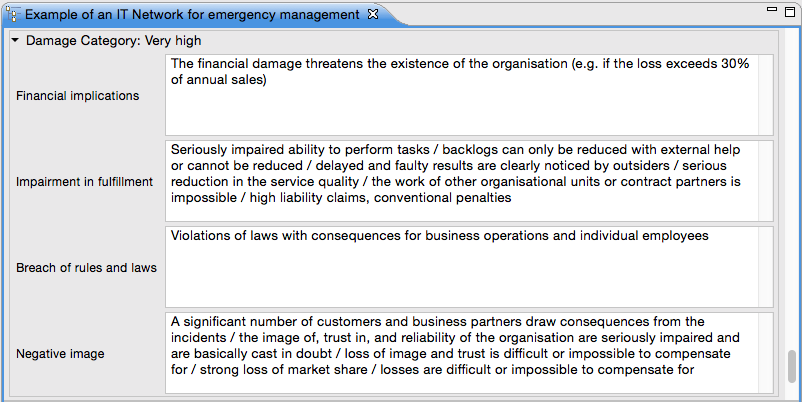 Example of an IT Network for emergency management
Damage Category: Very high
Financial implications
The financial damage threatens the existence of the organisation (e.g. if the loss exceeds 30%
of annual sales)
Impairment in fulfillment
Seriously impaired ability to perform tasks / backlogs can only be reduced with external help
or cannot be reduced / delayed and faulty results are clearly noticed by outsiders / serious
reduction in the service quality / the work of other organisational units or contract partners is
impossible / high liability claims, conventional penalties
Breach of rules and laws
Violations of laws with consequences for business operations and individual employees
Negative image
A significant number of customers and business partners draw consequences from the
incidents / the image of, trust in, and reliability of the organisation are seriously impaired and
are basically cast in doubt / loss of image and trust is difficult or impossible to compensate
for / strong loss of market share / losses are difficult or impossible to compensate for